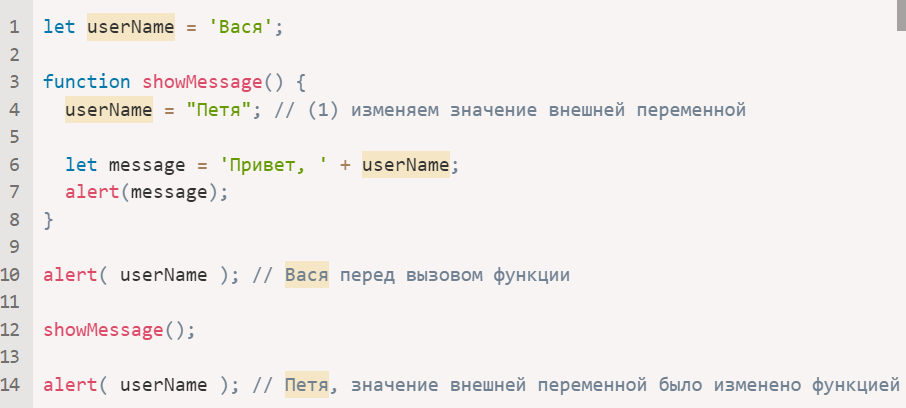 1 let userName = 'Вася';
2
3 function showMessage() {
4   userName = "Петя"; // (1) изменяем значение внешней переменной
5
6   let message = 'Привет, ' + userName;
7   alert(message);
8 }
9
10 alert( userName ); // Вася перед вызовом функции
11
12 showMessage();
13
14 alert( userName ); // Петя, значение внешней переменной было изменено функцией